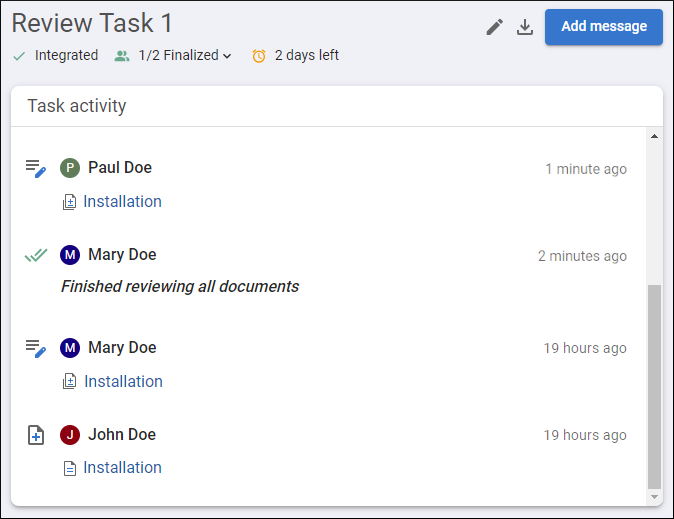 Review Task 1
Add message
Integrated 1/2 Finalized 2 days left
Task activity
P Paul Doe 1 minute ago
Installation
M Mary Doe 2 minutes ago
Finished reviewing all documents
M Mary Doe 19 hours ago
Installation
J John Doe 19 hours ago
Installation